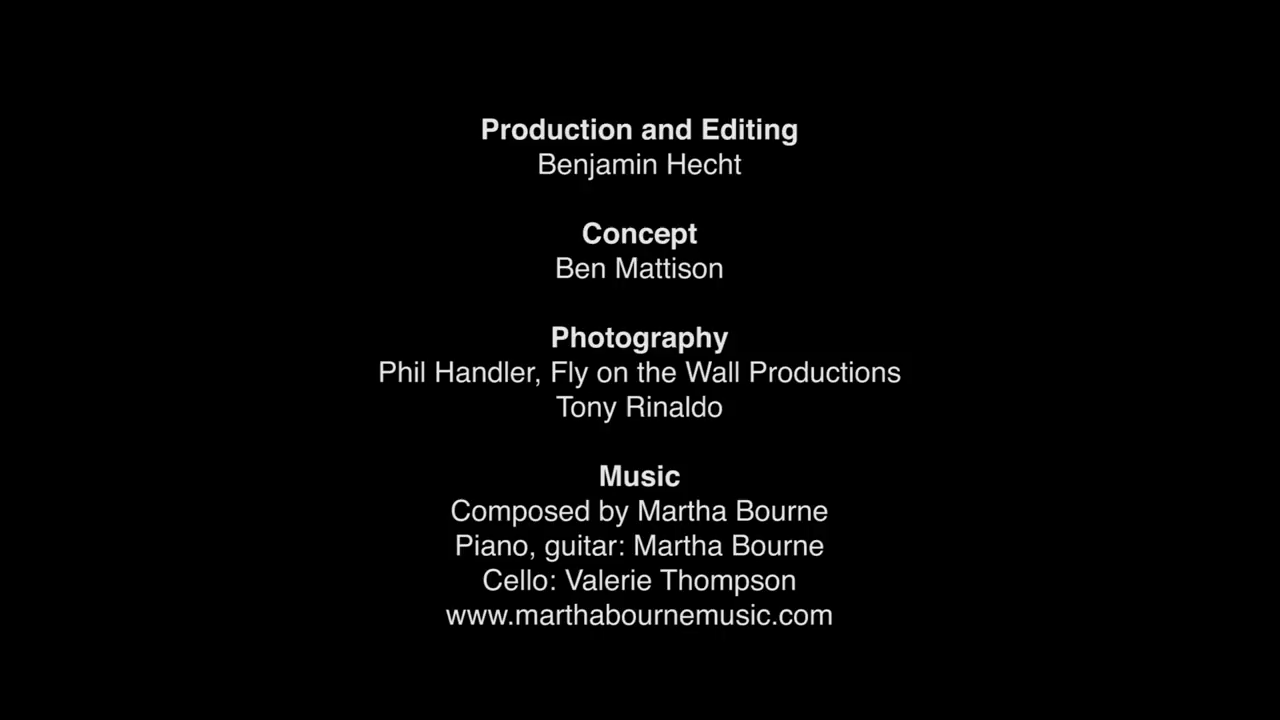 Production and Editing
Benjamin Hecht
Concept
Ben Mattison
Photography
Phil Handler, Fly on the Wall Productions
Tony Rinaldo
Music
Composed by Martha Bourne
Piano, guitar: Martha Bourne
Cello: Valerie Thompson
www.marthabournemusic.com